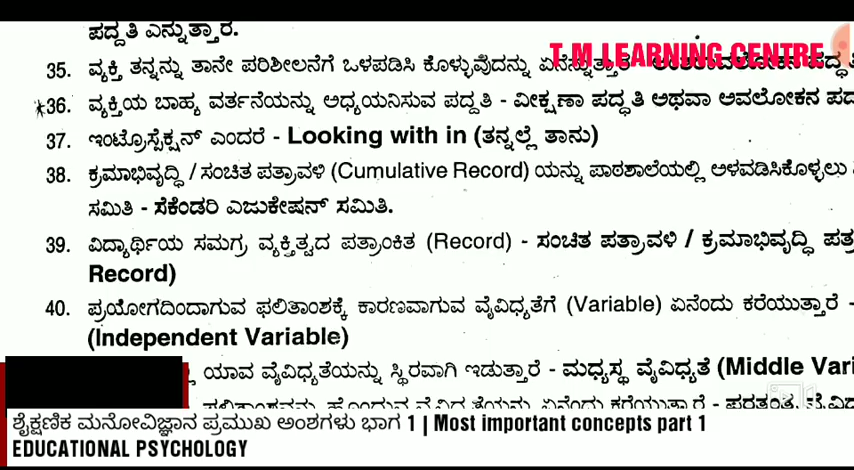 ಪದ್ದತಿ ಎನ್ನುತ್ತಾರೆ.
T.M LEARNING CENTRE
35. ವ್ಯಕ್ತಿ ತನ್ನನ್ನು ತಾನೇ ಪರಿಶೀಲನೆಗೆ ಒಳಪಡಿಸಿ ಕೊಳ್ಳುವುದನ್ನು
36. ವ್ಯಕ್ತಿಯ ಬಾಹ್ಯ ವರ್ತನೆಯನ್ನು ಅಧ್ಯಯನಿಸುವ ಪದ್ದತಿ - ವೀಕ್ಷಣಾ ಪದ್ಧತಿ ಅಥವಾ ಅವಲೋಕನ
37. ಇಂಟ್ರೊಸ್ಪೆಕ್ಷನ್ ಎಂದರೆ - Looking with in (ತನ್ನಲ್ಲೆ ತಾನು)
38. ಕ್ರಮಾಭಿವೃದ್ಧಿ / ಸಂಚಿತ ಪತ್ರಾವಳಿ (Cumulative Record) ಯನ್ನು ಪಾಠಶಾಲೆಯಲ್ಲಿ ಅಳವಡಿಸಿಕೊಳ್ಳಲು
ಸಮಿತಿ - ಸೆಕೆಂಡರಿ ಎಜುಕೇಷನ್ ಸಮಿತಿ.
39. ವಿದ್ಯಾರ್ಥಿಯ ಸಮಗ್ರ ವ್ಯಕ್ತಿತ್ವದ ಪತ್ರಾಂಕಿತ (Record) - ಸಂಚಿತ ಪತ್ರಾವಳಿ / ಕ್ರಮಾಭಿವೃದ್ಧಿ
Record)
40. ಪ್ರಯೋಗದಿಂದಾಗುವ ಫಲಿತಾಂಶಕ್ಕೆ ಕಾರಣವಾಗುವ ವೈವಿಧ್ಯತೆಗೆ (Variable) ಏನೆಂದು ಕರೆಯುತ್ತಾರೆ -
(Independent Variable)
ಯಾವ ವೈವಿಧ್ಯತೆಯನ್ನು ಸ್ಥಿರವಾಗಿ ಇಡುತ್ತಾರೆ - ಮಧ್ಯಸ್ಥ ವೈವಿಧ್ಯತೆ (Middle Vari
ಶೈಕ್ಷಣಿಕ ಮನೋವಿಜ್ಞಾನ ಪ್ರಮುಖ ಅಂಶಗಳು ಭಾಗ 1 | Most important concepts part 1
EDUCATIONAL PSYCHOLOGY